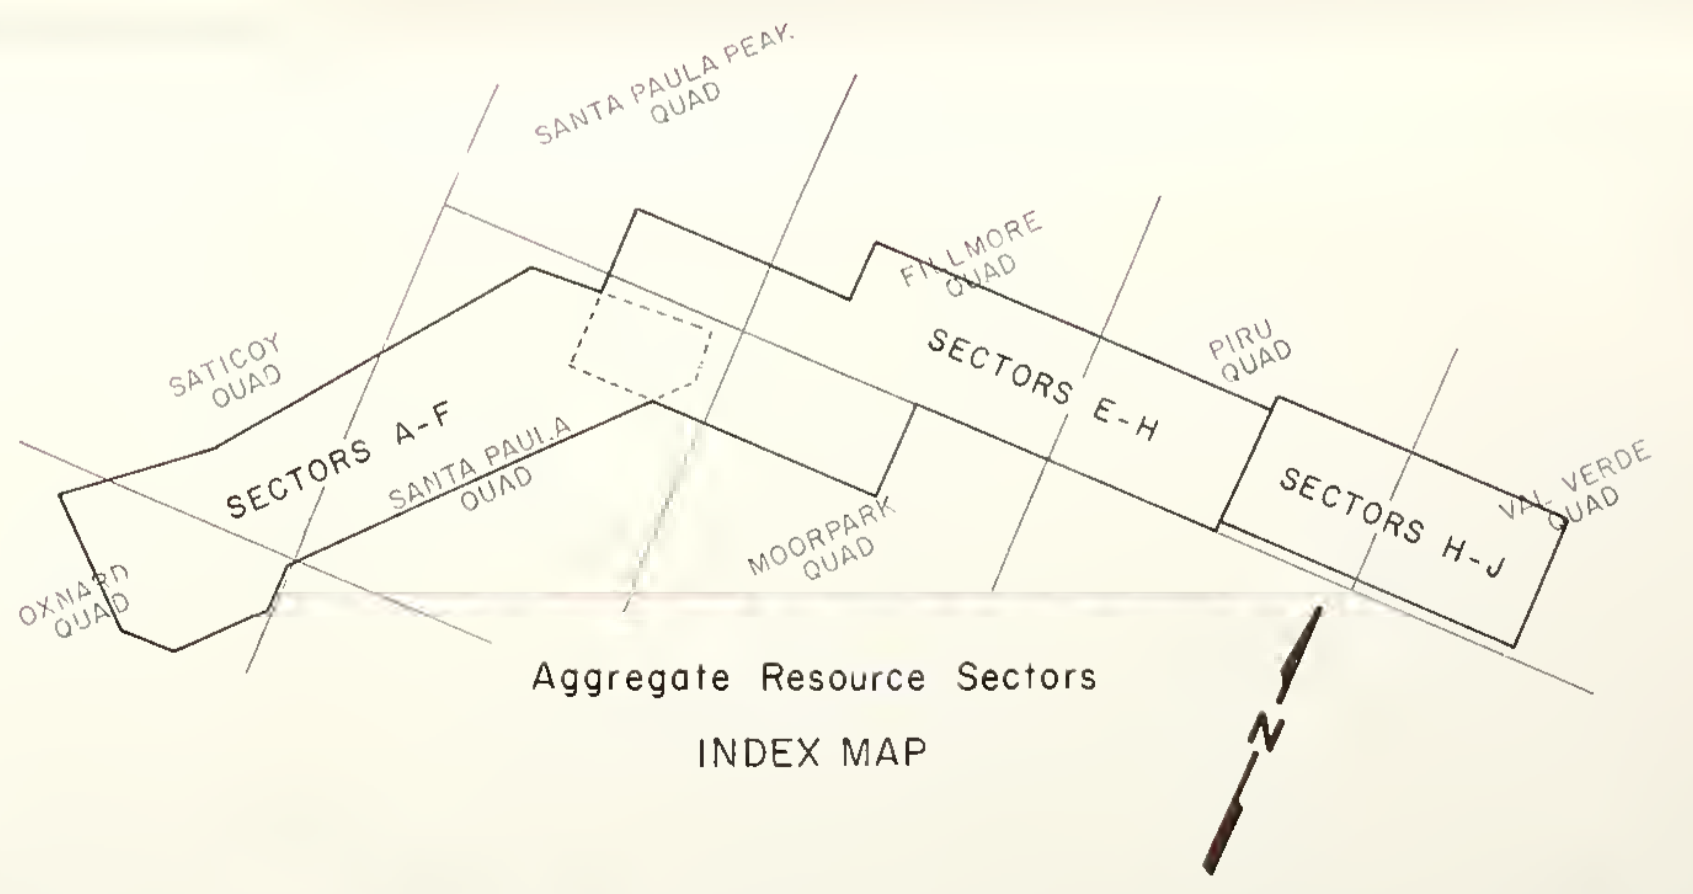 SANTA PAULA PEAK
QUAD
FILLMORE
QUAD
SATICOY
QUAD
PIRU
QUAD
SECTORS E-H
SECTORS A-F
SANTA PAULA
QUAD
SECTORS H-J
VAL VERDE
QUAD
MOORPARK
QUAD
OXNARD
QUAD
Aggregate Resource Sectors
INDEX MAP
N